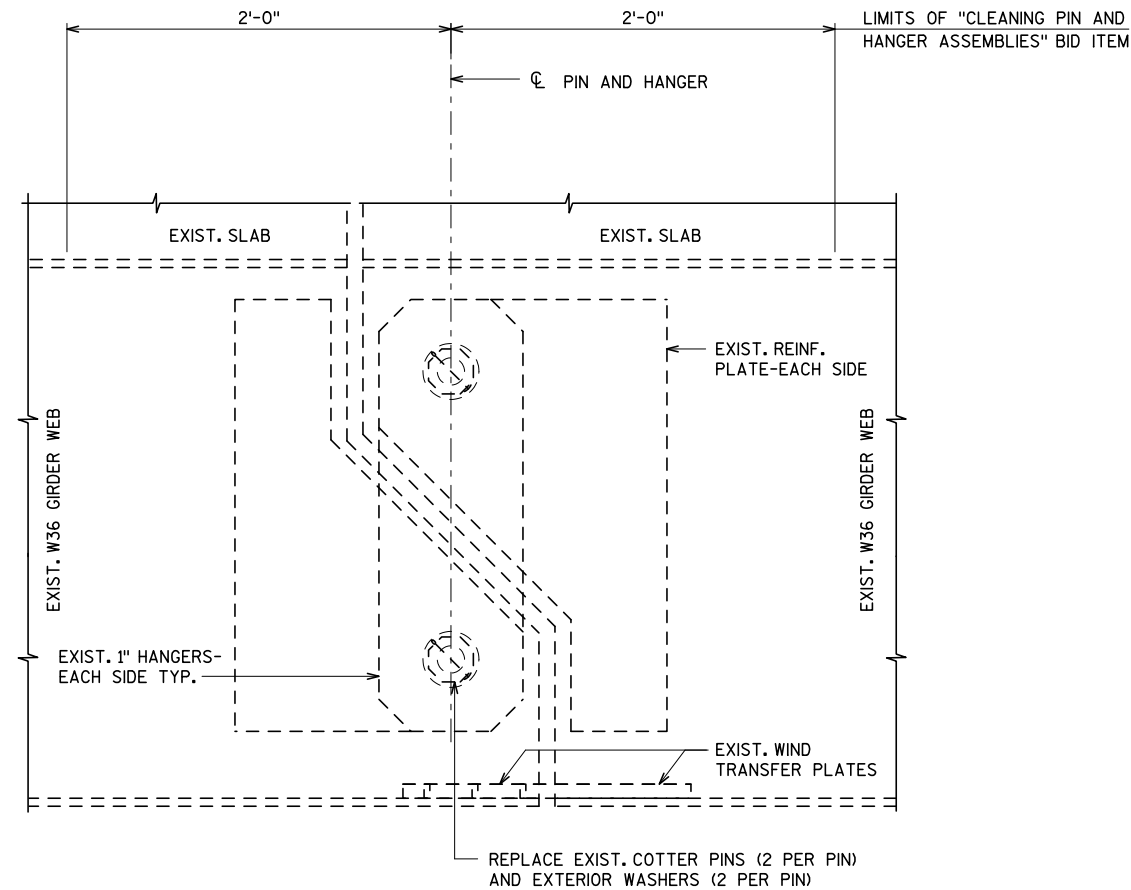 2'-0"
2'-0"
LIMITS OF "CLEANING PIN AND
HANGER ASSEMBLIES" BID ITEM
℄ PIN AND HANGER
EXIST. SLAB
EXIST. SLAB
EXIST. REINF.
PLATE-EACH SIDE
EXIST. W36 GIRDER WEB
EXIST. W36 GIRDER WEB
EXIST. 1" HANGERS-
EACH SIDE TYP.
EXIST. WIND
TRANSFER PLATES
REPLACE EXIST. COTTER PINS (2 PER PIN)
AND EXTERIOR WASHERS (2 PER PIN)